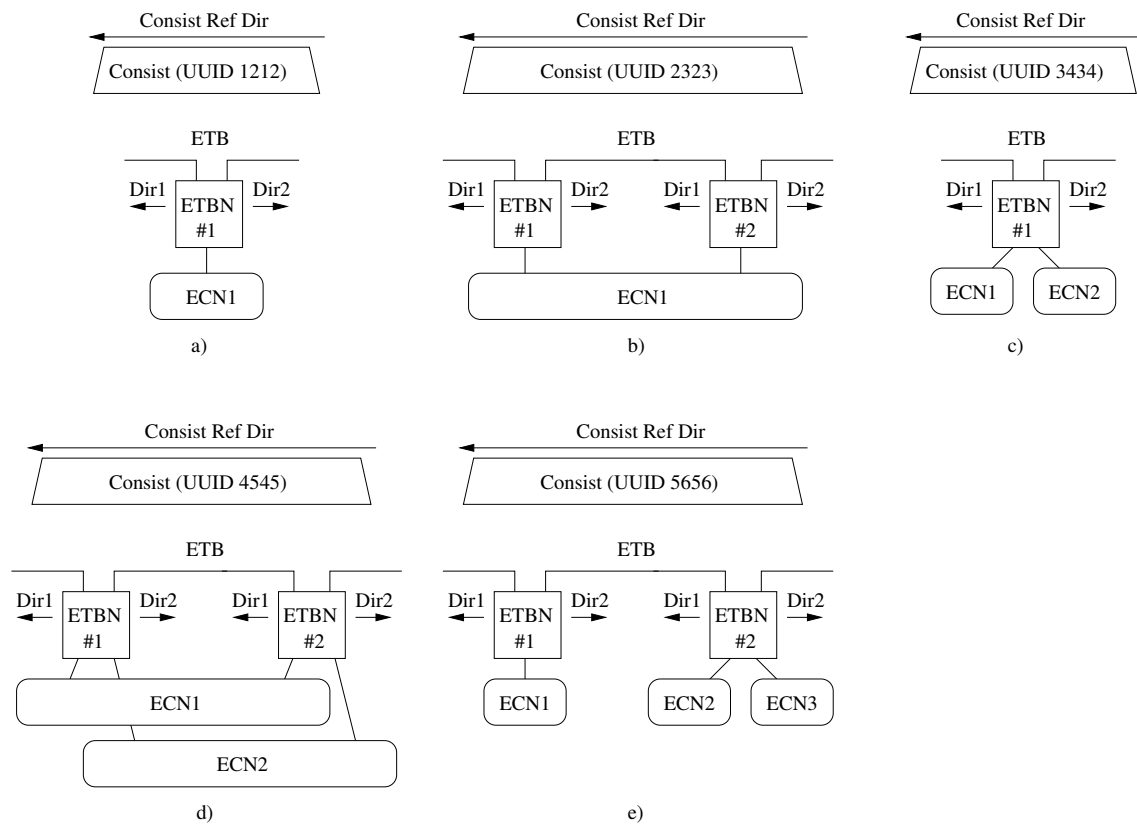 Consist Ref Dir
Consist (UUID 1212)
ETB
Dir1
ETBN
#1
Dir2
ECN1
a)
Consist Ref Dir
Consist (UUID 2323)
ETB
Dir1
ETBN
#1
Dir2
Dir1
ETBN
#2
Dir2
ECN1
b)
Consist Ref Dir
Consist (UUID 3434)
ETB
Dir1
ETBN
#1
Dir2
ECN1
ECN2
c)
Consist Ref Dir
Consist (UUID 4545)
ETB
Dir1
ETBN
#1
Dir2
Dir1
ETBN
#2
Dir2
ECN1
ECN2
d)
Consist Ref Dir
Consist (UUID 5656)
ETB
Dir1
ETBN
#1
Dir2
Dir1
ETBN
#2
Dir2
ECN1
ECN2
ECN3
e)